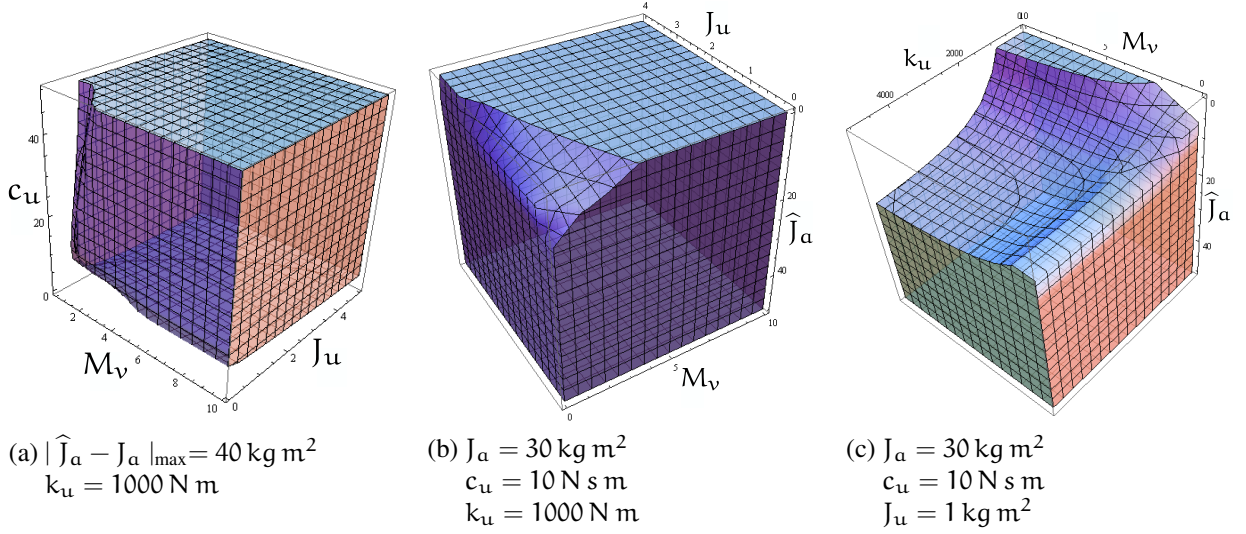 40
c_u
20
0
2
4
M_v
6
8
10
0
2
J_u
4
4
J_u
3
2
1
0
0
20
Ĵ_a
40
10
5
M_v
0
0 10
M_v
5
0
k_u
2000
4000
0
20
Ĵ_a
40
(a) | Ĵ_a − J_a |_max = 40 kg m²
k_u = 1000 N m
(b) J_a = 30 kg m²
c_u = 10 N s m
k_u = 1000 N m
(c) J_a = 30 kg m²
c_u = 10 N s m
J_u = 1 kg m²